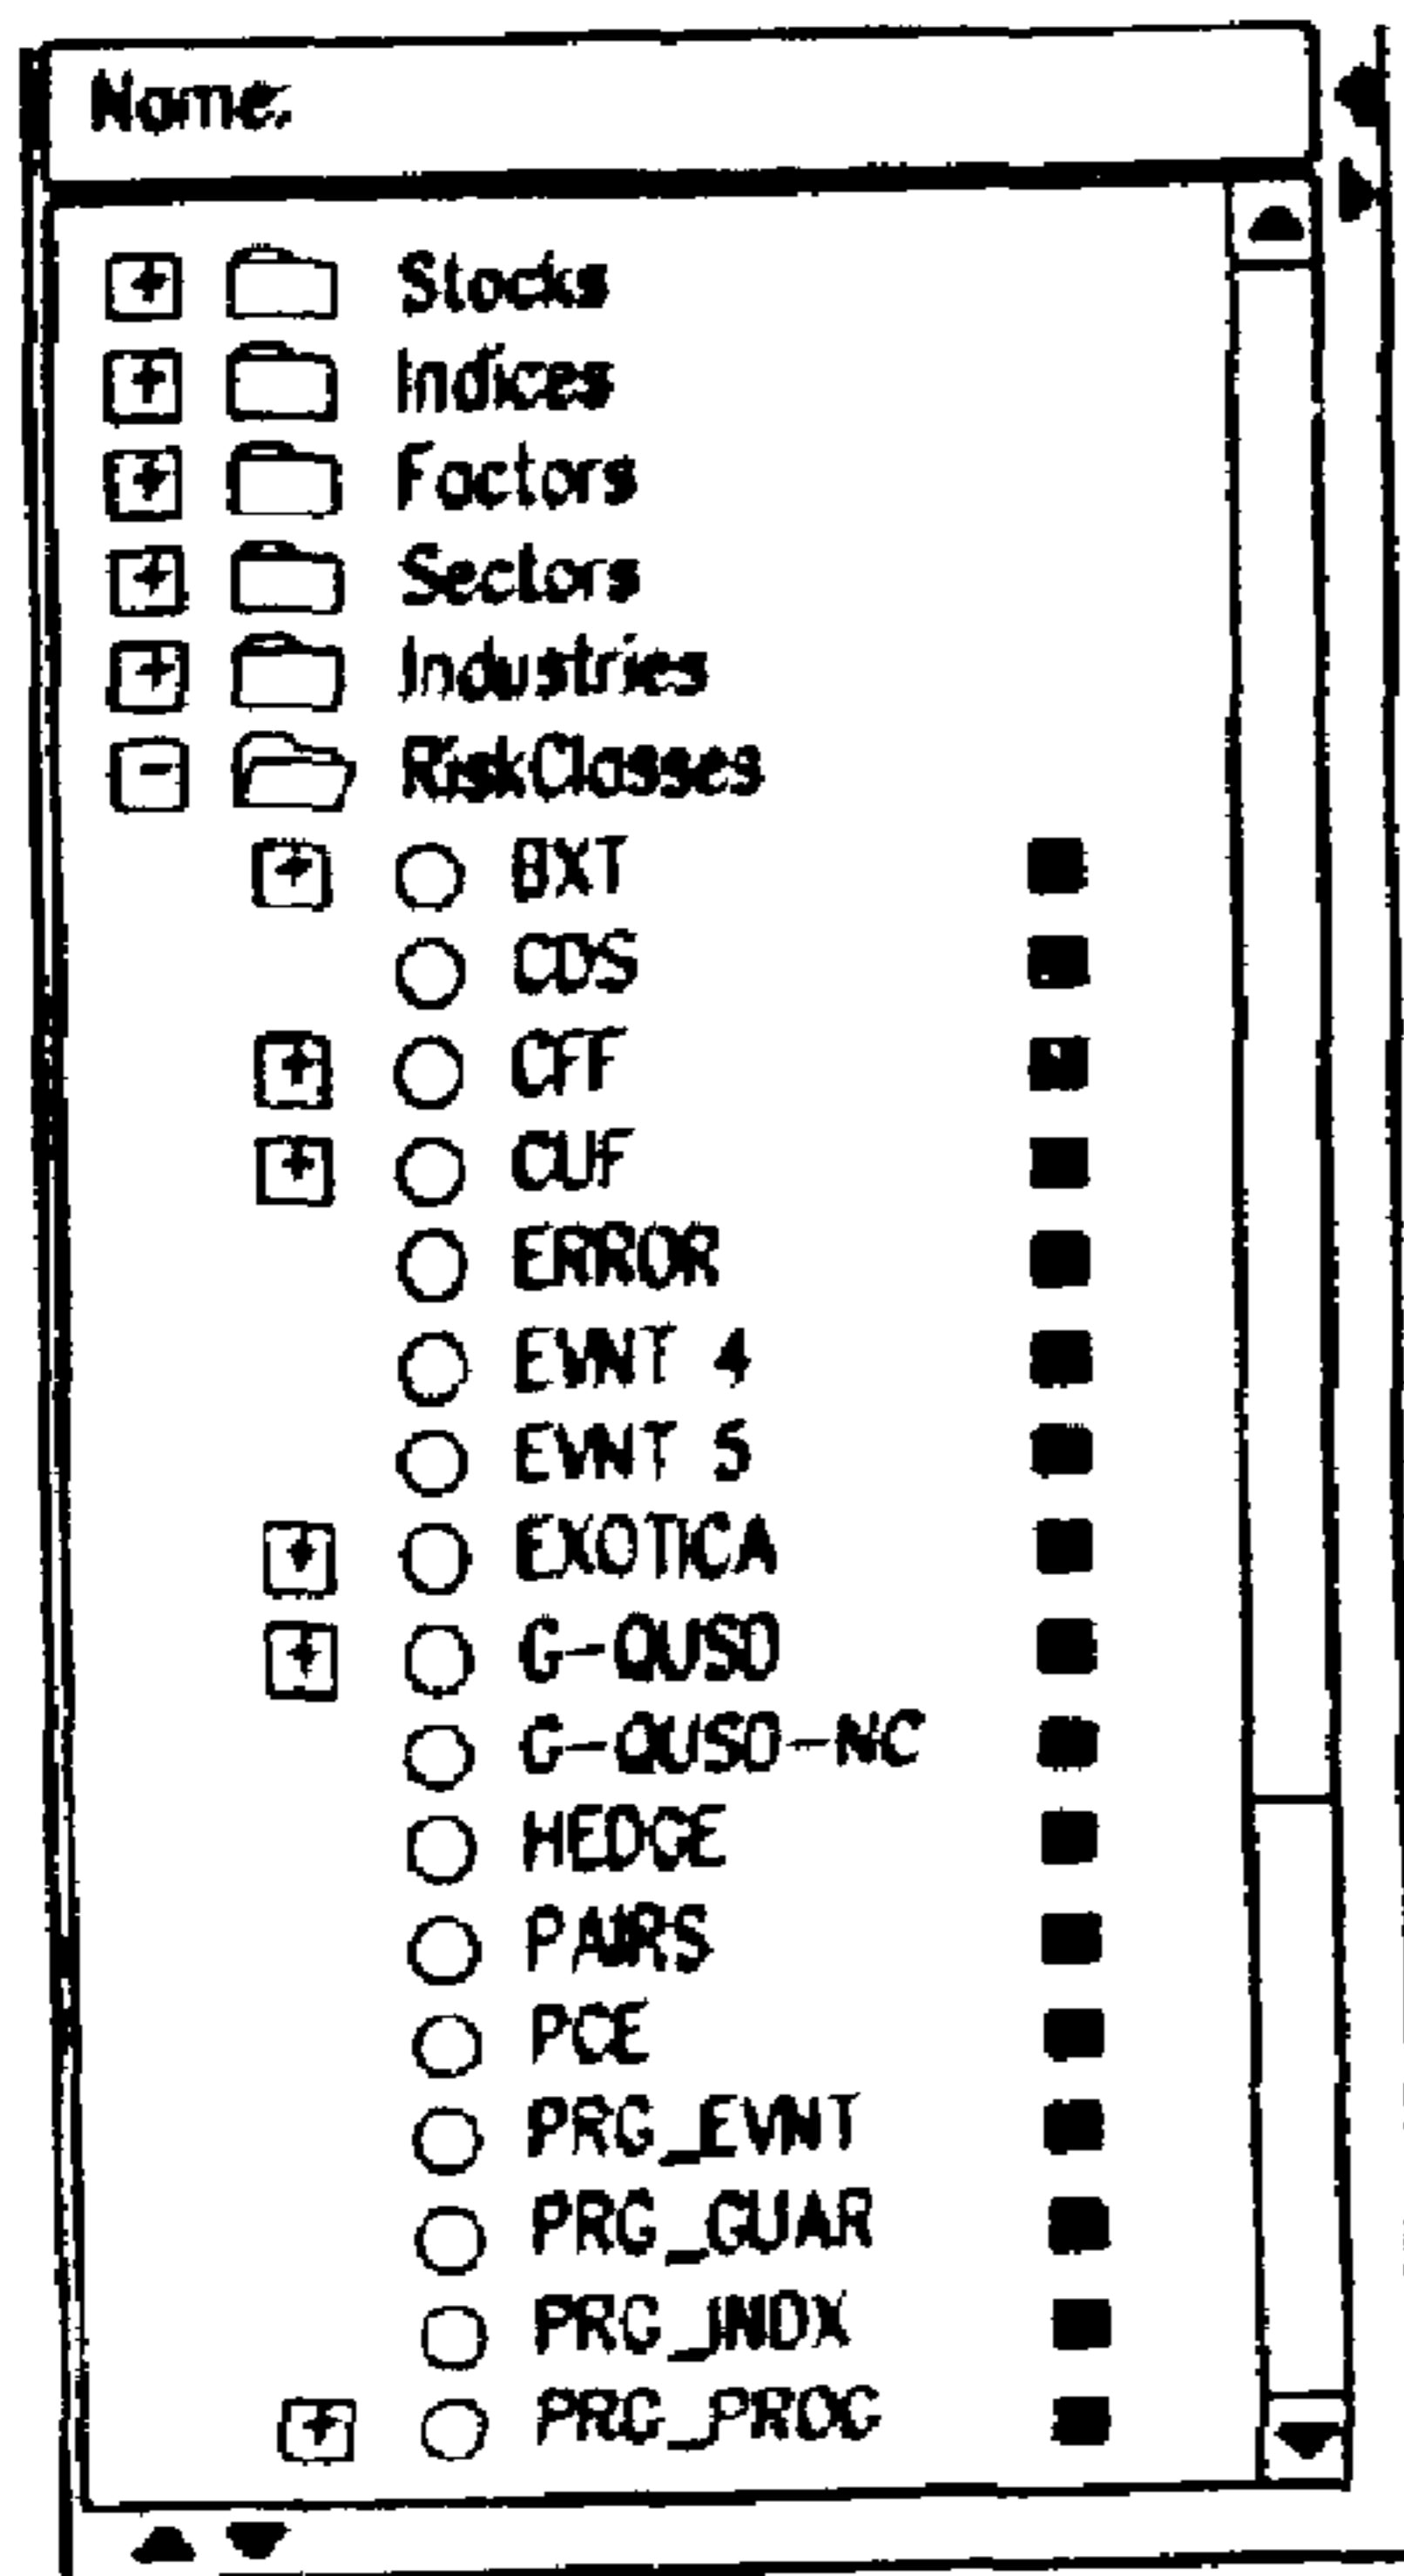 Name:
Stocks
Indices
Factors
Sectors
Industries
RiskClasses
BXT
CDS
CFF
CUF
ERROR
EVNT 4
EVNT 5
EXOTICA
G-QUSO
G-QUSO-NC
HEDGE
PAIRS
PCE
PRG_EVNT
PRG_GUAR
PRG_INDX
PRG_PROG